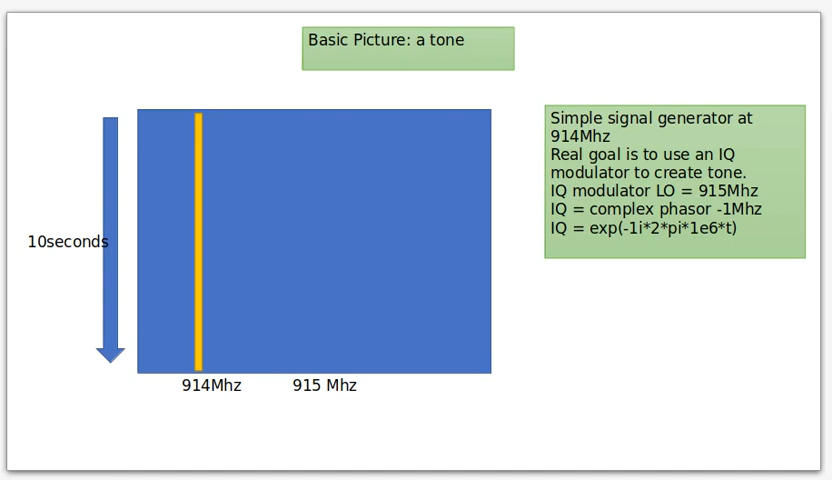 Basic Picture: a tone
Simple signal generator at
914Mhz
Real goal is to use an IQ
modulator to create tone.
IQ modulator LO = 915Mhz
IQ = complex phasor -1Mhz
IQ = exp(-1i*2*pi*1e6*t)
10seconds
914Mhz
915 Mhz